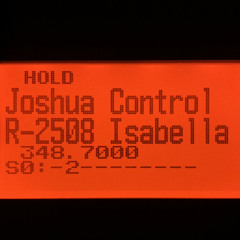 HOLD
Joshua Control
R-2508 Isabella
348.7000
S0:-2--------